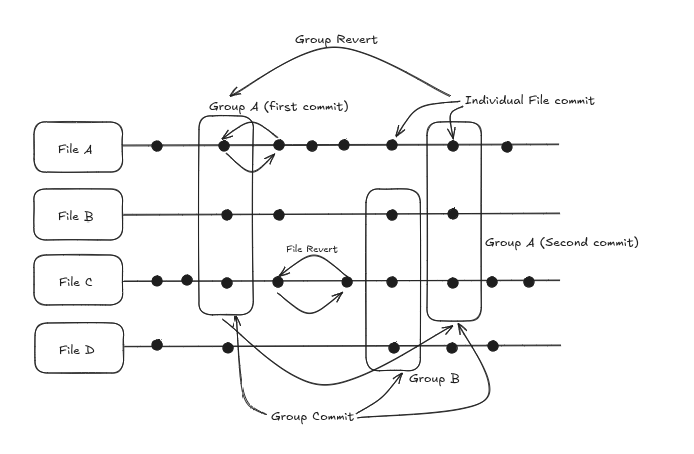 Group Revert
Group A (first commit)
Individual File commit
File A
File B
Group A (Second commit)
File Revert
File C
File D
Group B
Group Commit